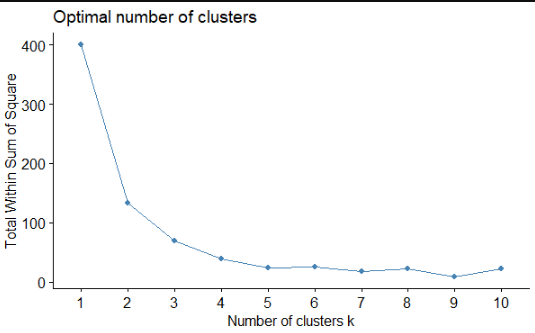 Optimal number of clusters
Total Within Sum of Square
400
300
200
100
0
1 2 3 4 5 6 7 8 9 10
Number of clusters k